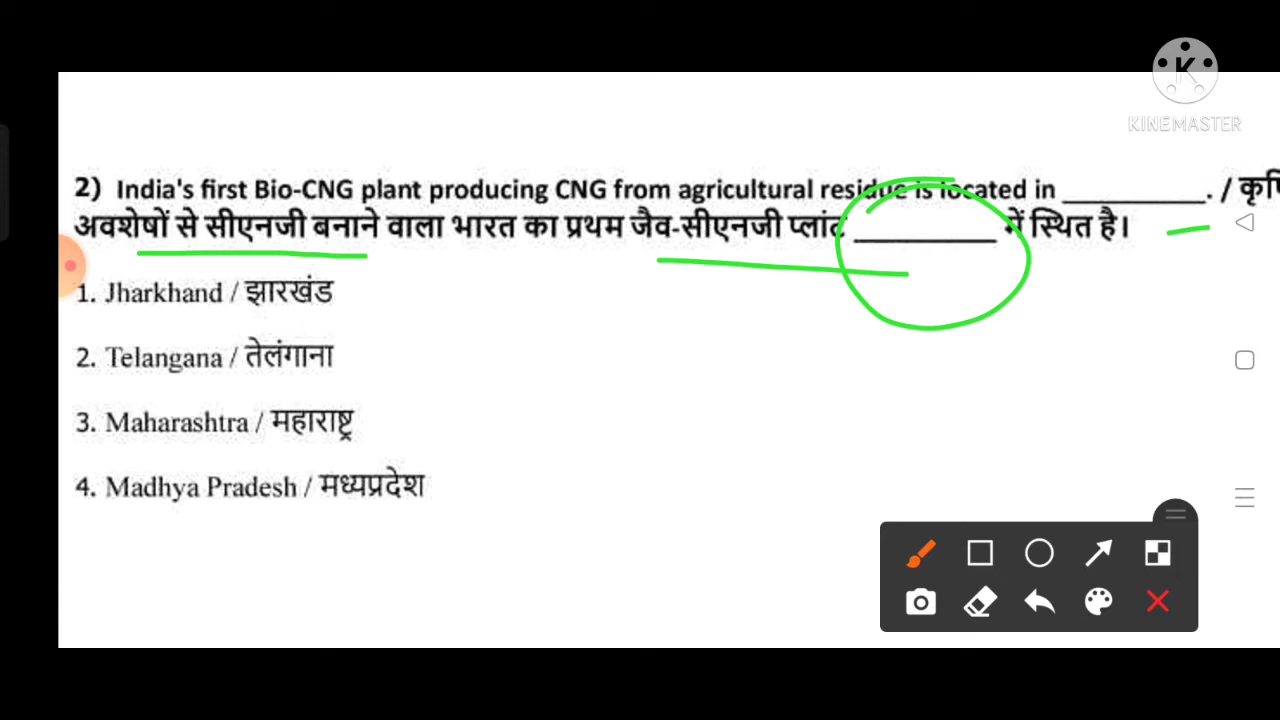 KINEMASTER
2) India's first Bio-CNG plant producing CNG from agricultural residue is located in __________. /
अवशेषों से सीएनजी बनाने वाला भारत का प्रथम जैव-सीएनजी प्लांट __________ में स्थित है।
1. Jharkhand / झारखंड
2. Telangana / तेलंगाना
3. Maharashtra / महाराष्ट्र
4. Madhya Pradesh / मध्यप्रदेश